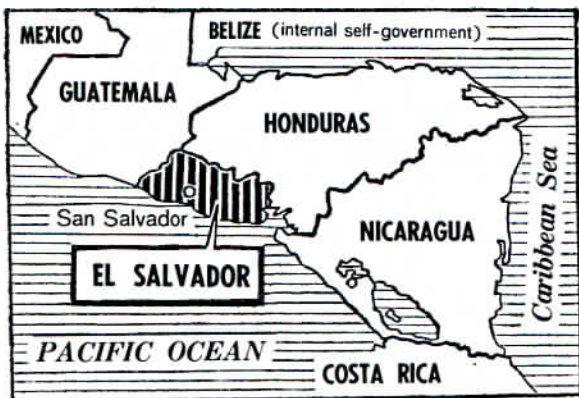 MEXICO
BELIZE (internal self-government)
GUATEMALA
HONDURAS
San Salvador
NICARAGUA
EL SALVADOR
Caribbean Sea
PACIFIC OCEAN
COSTA RICA